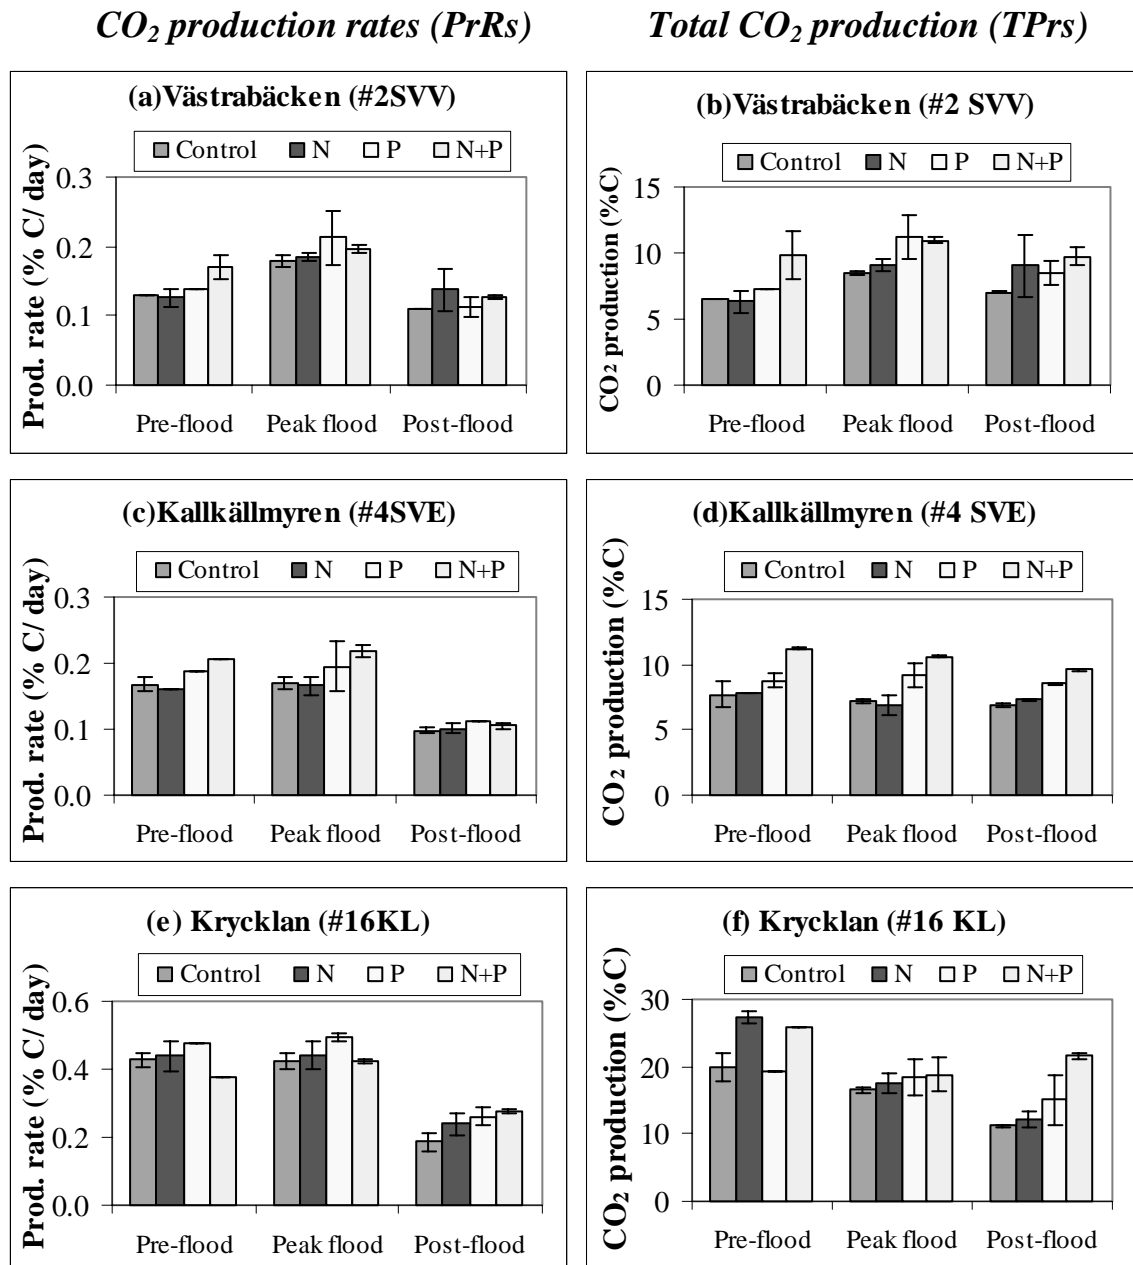 CO2 production rates (PrRs)
Total CO2 production (TPrs)
(a)Västrabäcken (#2SVV)
Control N P N+P
Prod. rate (% C/ day)
0.3
0.2
0.1
0.0
Pre-flood Peak flood Post-flood
(b)Västrabäcken (#2 SVV)
Control N P N+P
CO2 production (%C)
15
10
5
0
Pre-flood Peak flood Post-flood
(c)Kallkällmyren (#4SVE)
Control N P N+P
Prod. rate (% C/ day)
0.3
0.2
0.1
0.0
Pre-flood Peak flood Post-flood
(d)Kallkällmyren (#4 SVE)
Control N P N+P
CO2 production (%C)
15
10
5
0
Pre-flood Peak flood Post-flood
(e) Krycklan (#16KL)
Control N P N+P
Prod. rate (% C/ day)
0.6
0.4
0.2
0.0
Pre-flood Peak flood Post-flood
(f) Krycklan (#16 KL)
Control N P N+P
CO2 production (%C)
30
20
10
0
Pre-flood Peak flood Post-flood